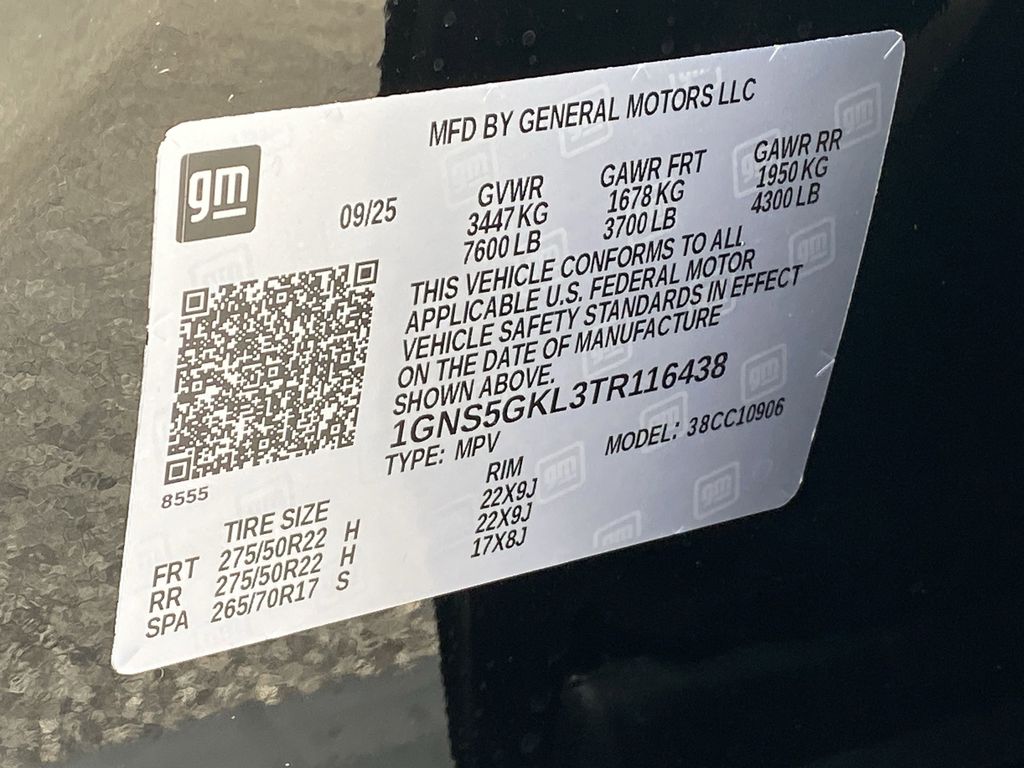 MFD BY GENERAL MOTORS LLC
gm
09/25
GVWR
3447 KG
7600 LB
GAWR FRT
1678 KG
3700 LB
GAWR RR
1950 KG
4300 LB
THIS VEHICLE CONFORMS TO ALL
APPLICABLE U.S. FEDERAL MOTOR
VEHICLE SAFETY STANDARDS IN EFFECT
ON THE DATE OF MANUFACTURE
SHOWN ABOVE.
1GNS5GKL3TR116438
TYPE: MPV MODEL: 38CC10906
8555
TIRE SIZE RIM
FRT 275/50R22 H 22X9J
RR 275/50R22 H 22X9J
SPA 265/70R17 S 17X8J